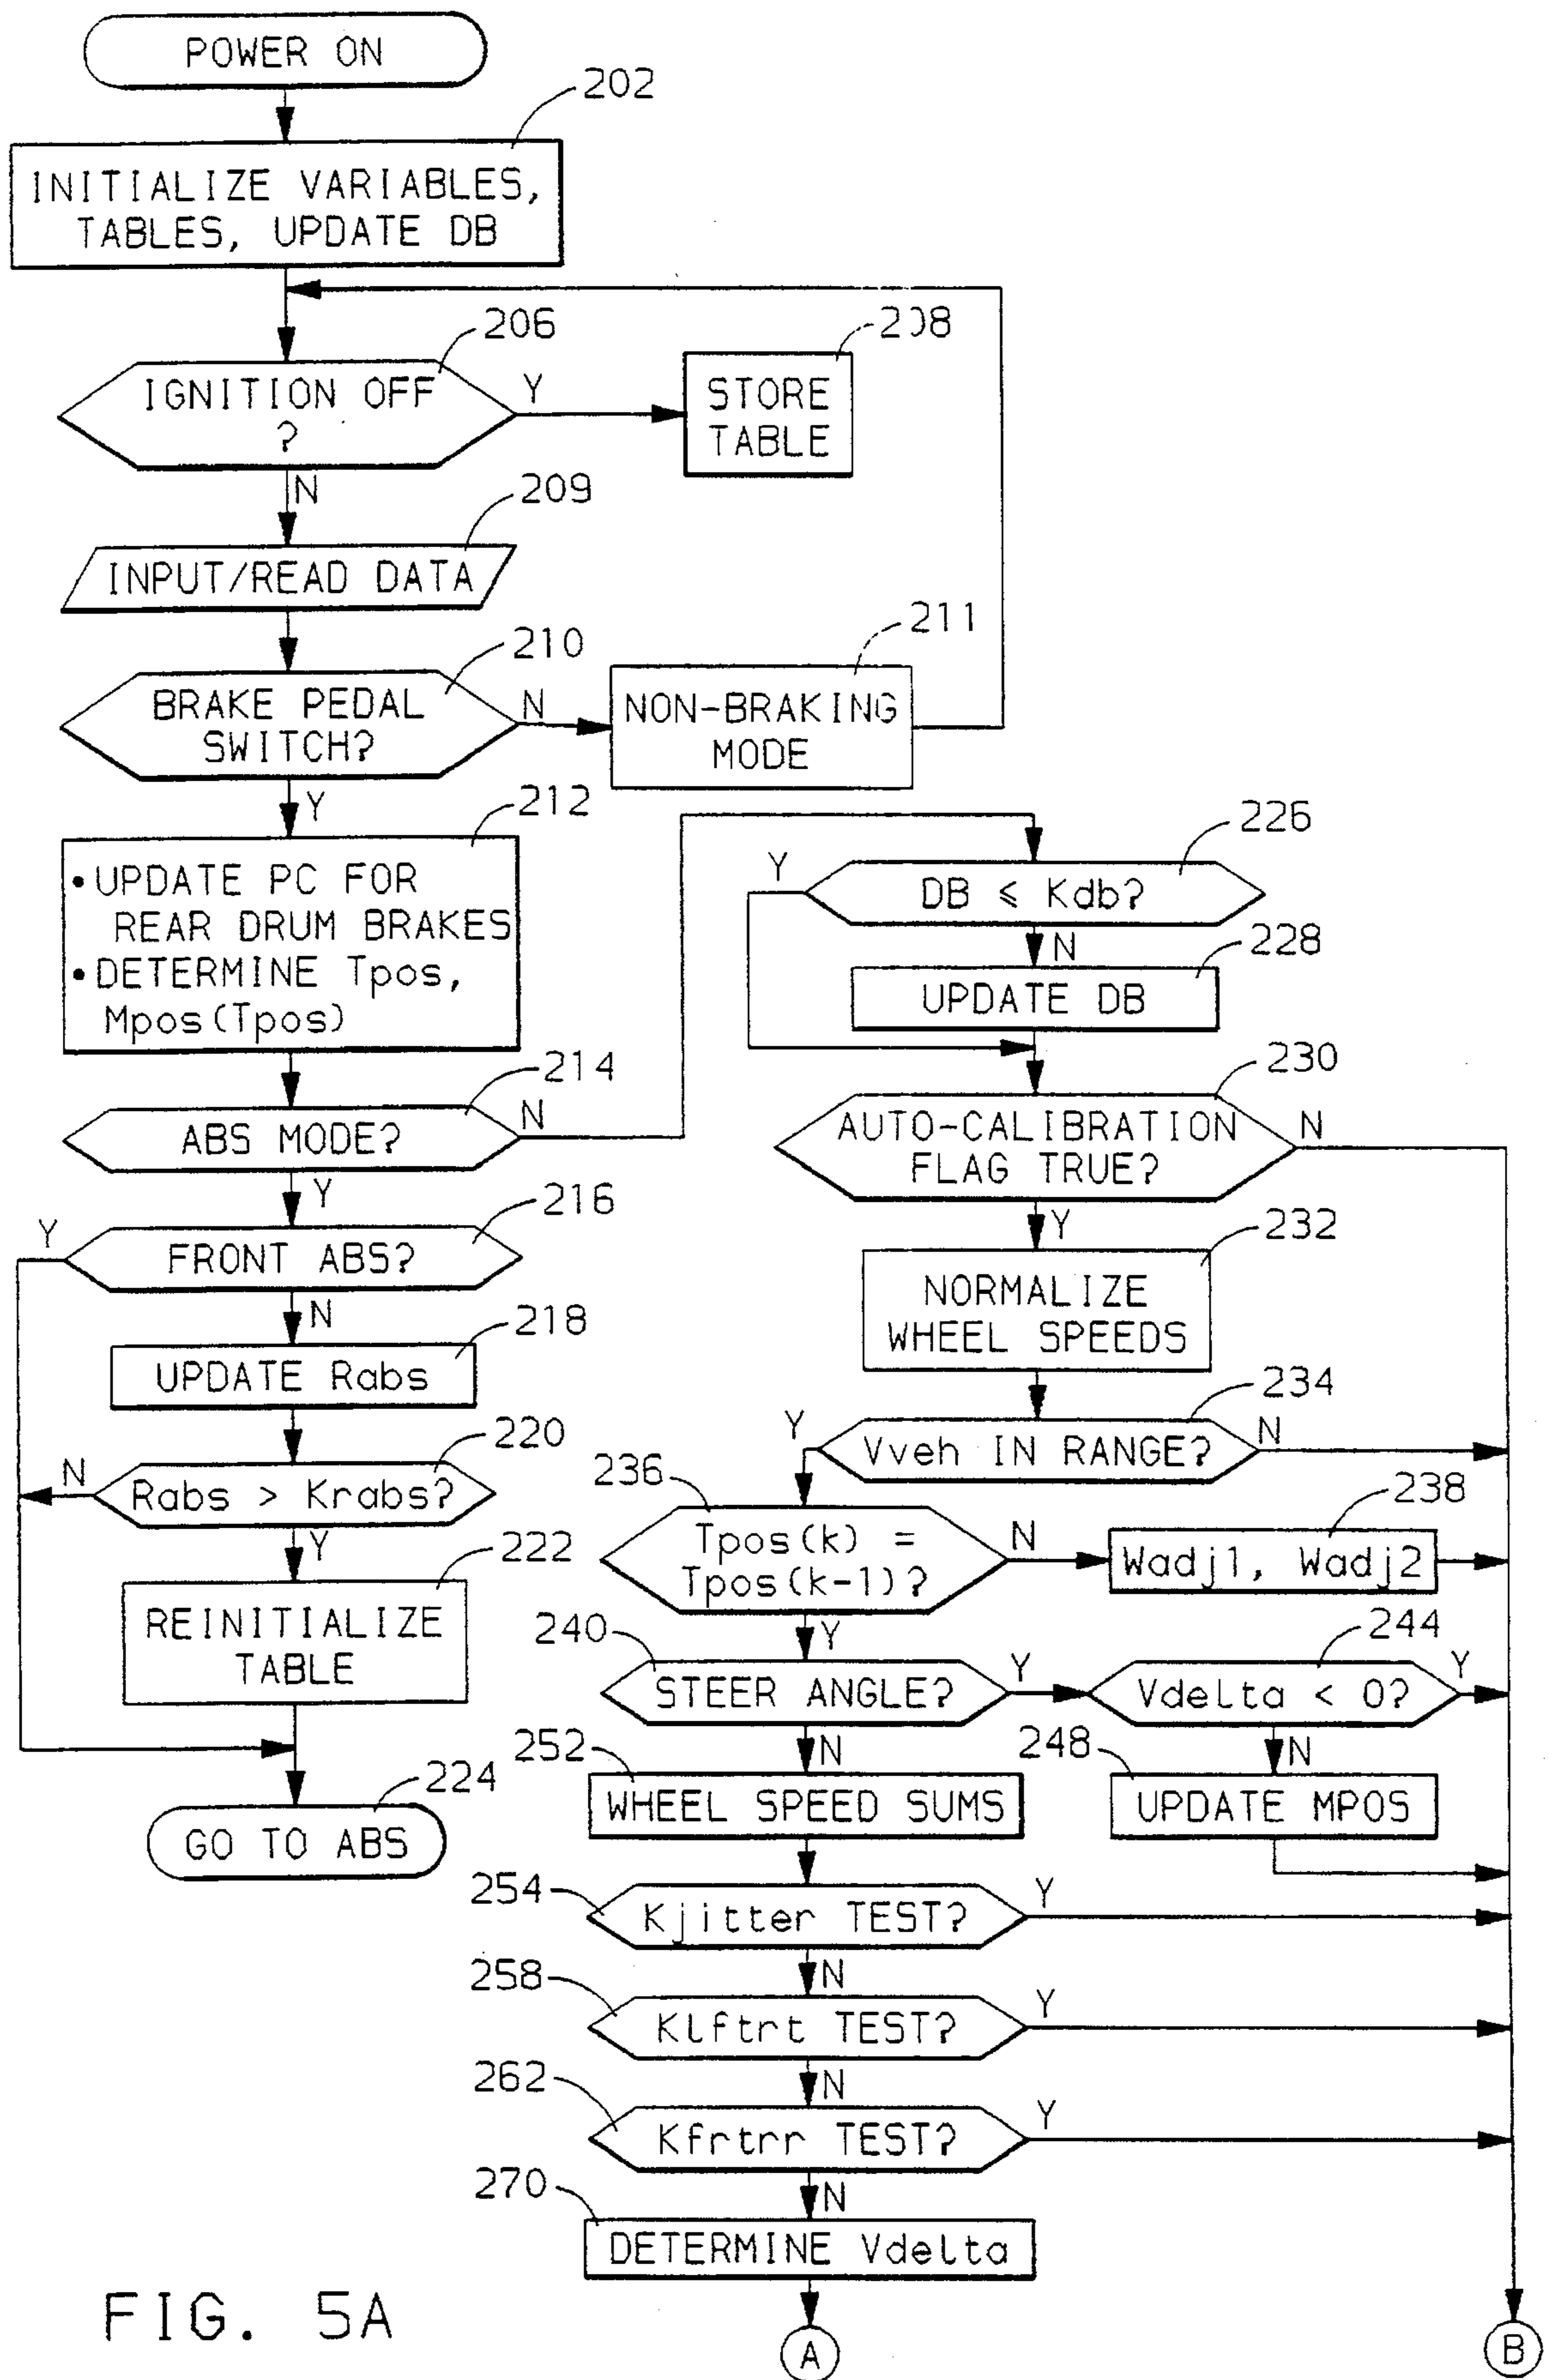 POWER ON
202
INITIALIZE VARIABLES,
TABLES, UPDATE DB
206
IGNITION OFF
?
Y
N
208
STORE
TABLE
209
INPUT/READ DATA
210
BRAKE PEDAL
SWITCH?
N
Y
211
NON-BRAKING
MODE
212
•UPDATE PC FOR
REAR DRUM BRAKES
•DETERMINE Tpos,
Mpos(Tpos)
214
ABS MODE?
N
Y
216
FRONT ABS?
Y
N
218
UPDATE Rabs
220
Rabs > Krabs?
N
Y
222
REINITIALIZE
TABLE
224
GO TO ABS
226
DB ≤ Kdb?
Y
N
228
UPDATE DB
230
AUTO-CALIBRATION
FLAG TRUE?
N
Y
232
NORMALIZE
WHEEL SPEEDS
234
Vveh IN RANGE?
Y
N
236
Tpos(k) =
Tpos(k-1)?
N
Y
238
Wadj1, Wadj2
240
STEER ANGLE?
Y
N
244
Vdelta < 0?
Y
N
248
UPDATE MPOS
252
WHEEL SPEED SUMS
254
Kjitter TEST?
Y
N
258
Klftrt TEST?
Y
N
262
Kfrtrr TEST?
Y
N
270
DETERMINE Vdelta
A
B
FIG. 5A